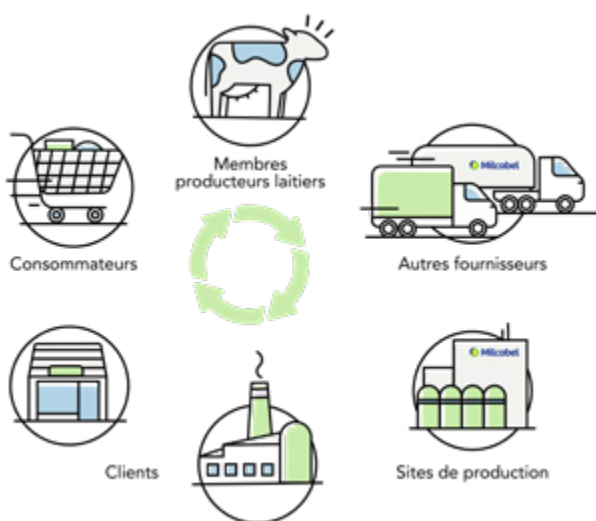 Membres
producteurs laitiers
Milcobel
Autres fournisseurs
Milcobel
Sites de production
Clients
Consommateurs